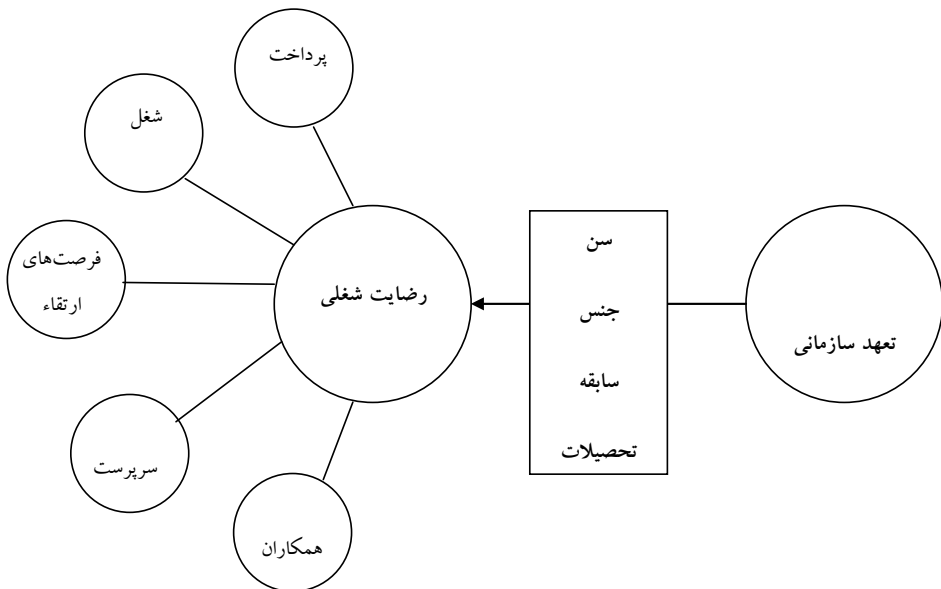 پرداخت
شغل
فرصت‌های
ارتقاء
سرپرست
همکاران
رضایت شغلی
سن
جنس
سابقه
تحصیلات
تعهد سازمانی